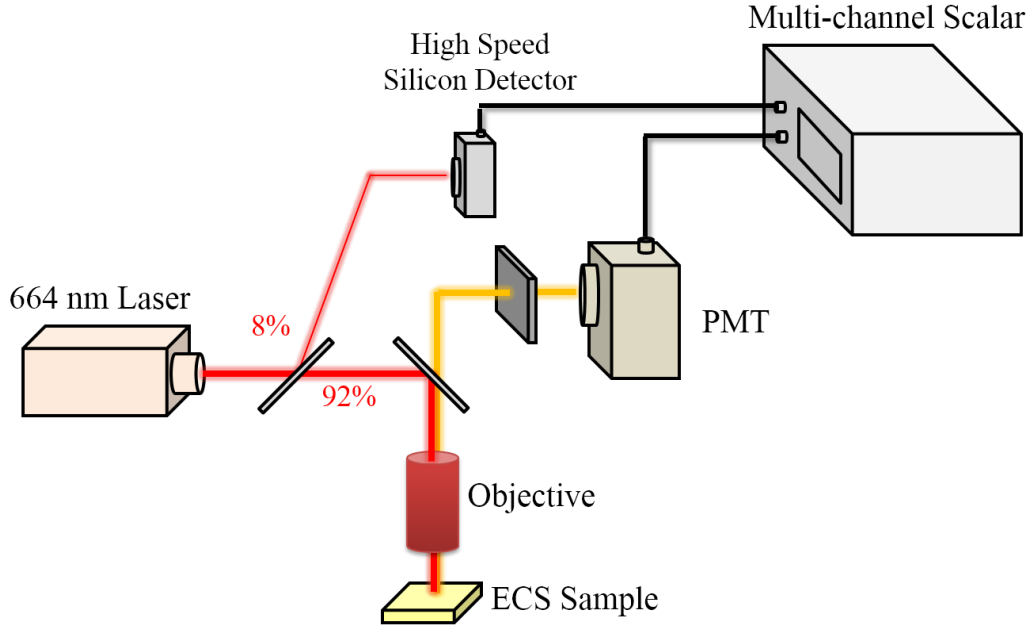 Multi-channel Scalar
High Speed
Silicon Detector
664 nm Laser
8%
PMT
92%
Objective
ECS Sample